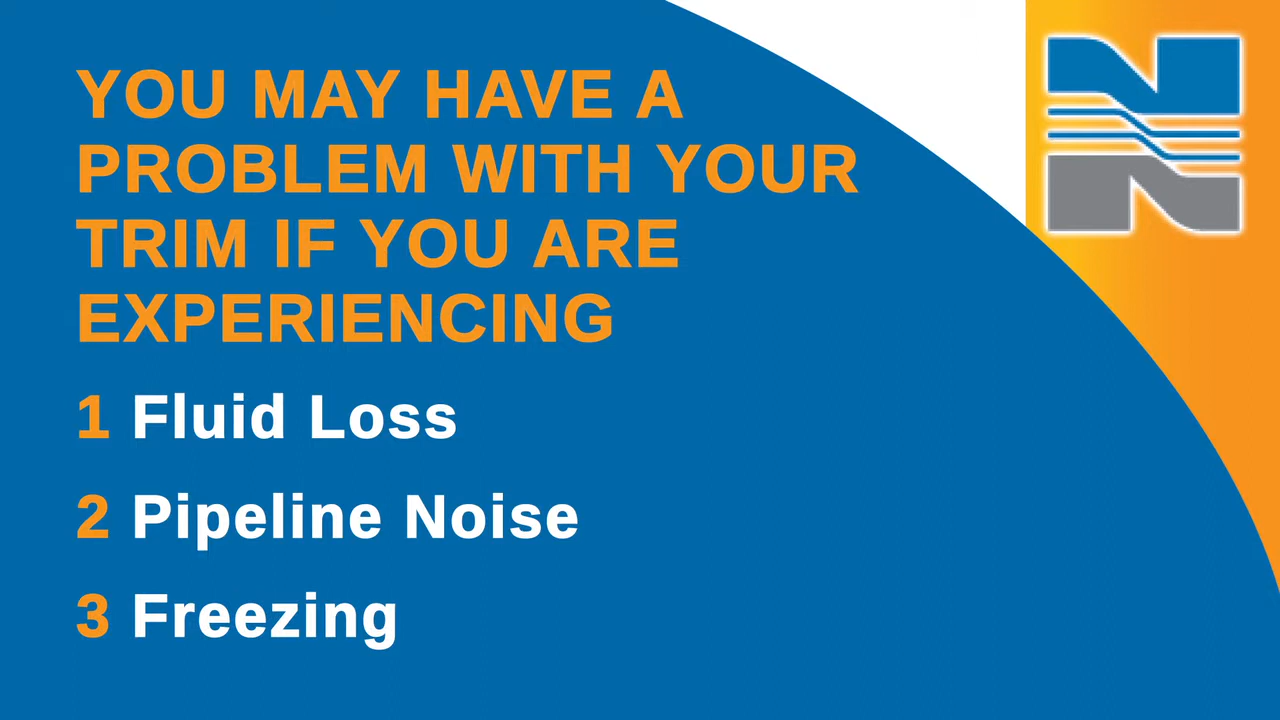 YOU MAY HAVE A
PROBLEM WITH YOUR
TRIM IF YOU ARE
EXPERIENCING
1 Fluid Loss
2 Pipeline Noise
3 Freezing